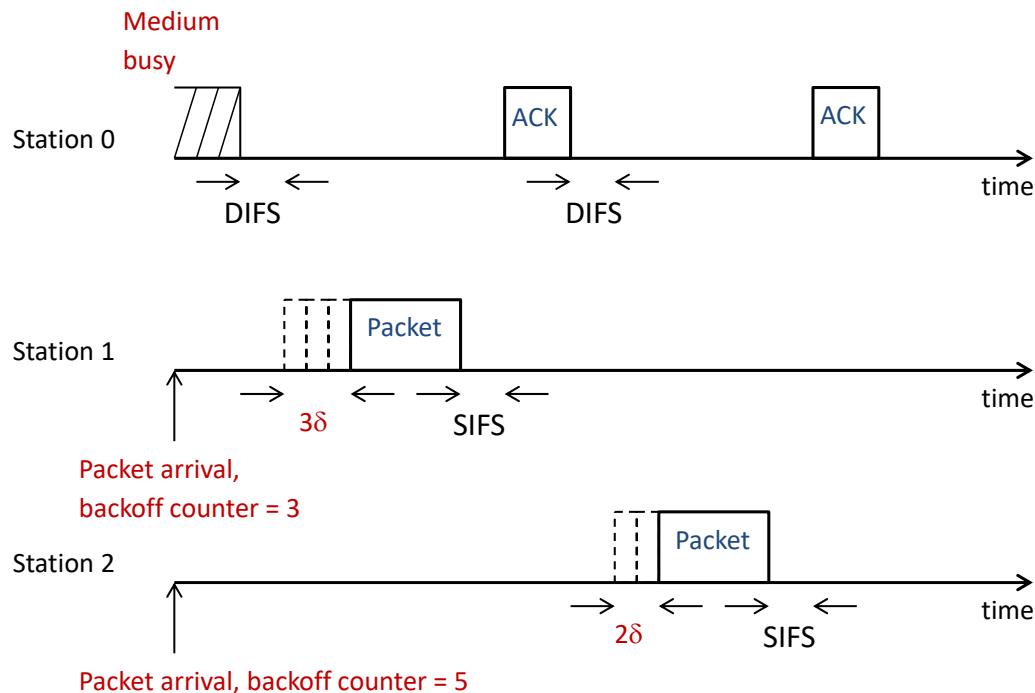 Medium
busy
ACK
ACK
Station 0
time
DIFS
DIFS
Packet
Station 1
time
3δ
SIFS
Packet arrival,
backoff counter = 3
Packet
Station 2
time
2δ
SIFS
Packet arrival, backoff counter = 5